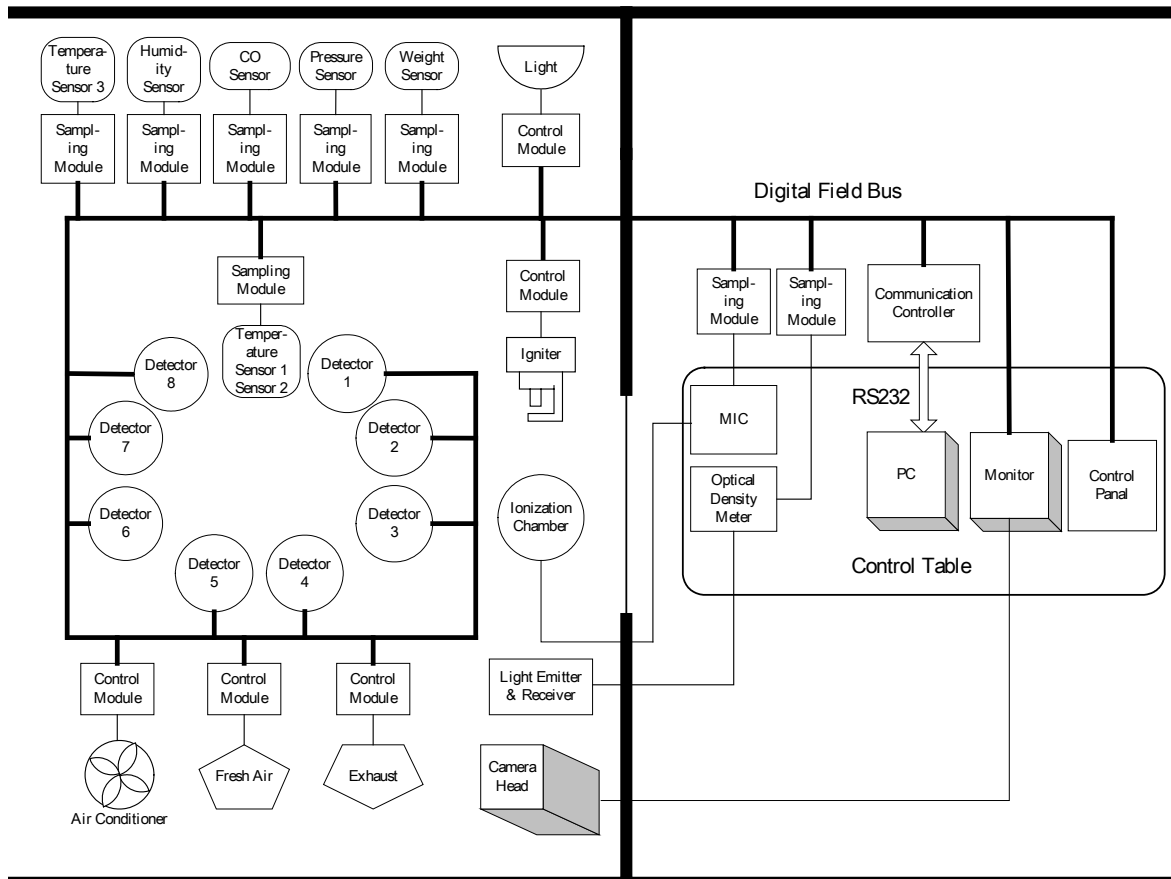 Tempera-
ture
Sensor 3
Humid-
ity
Sensor
CO
Sensor
Pressure
Sensor
Weight
Sensor
Light
Sampl-
ing
Module
Sampl-
ing
Module
Sampl-
ing
Module
Sampl-
ing
Module
Sampl-
ing
Module
Control
Module
Digital Field Bus
Sampling
Module
Control
Module
Sampl-
ing
Module
Sampl-
ing
Module
Communication
Controller
Temper-
ature
Sensor 1
Sensor 2
Igniter
Detector
8
Detector
1
Detector
7
Detector
2
Detector
6
Detector
3
Detector
5
Detector
4
RS232
MIC
Optical
Density
Meter
PC
Monitor
Control
Panal
Control Table
Ionization
Chamber
Control
Module
Control
Module
Control
Module
Light Emitter
& Receiver
Air Conditioner
Fresh Air
Exhaust
Camera
Head